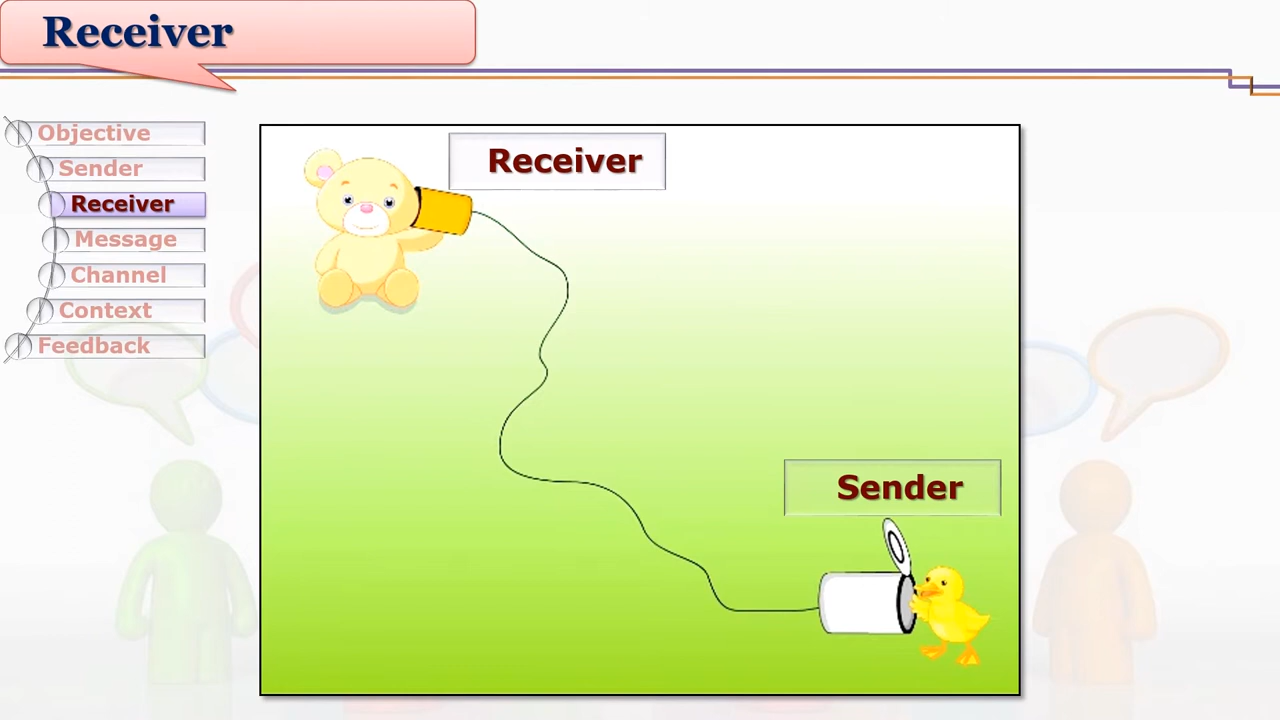 Receiver
Objective
Sender
Receiver
Message
Channel
Context
Feedback
Receiver
Sender